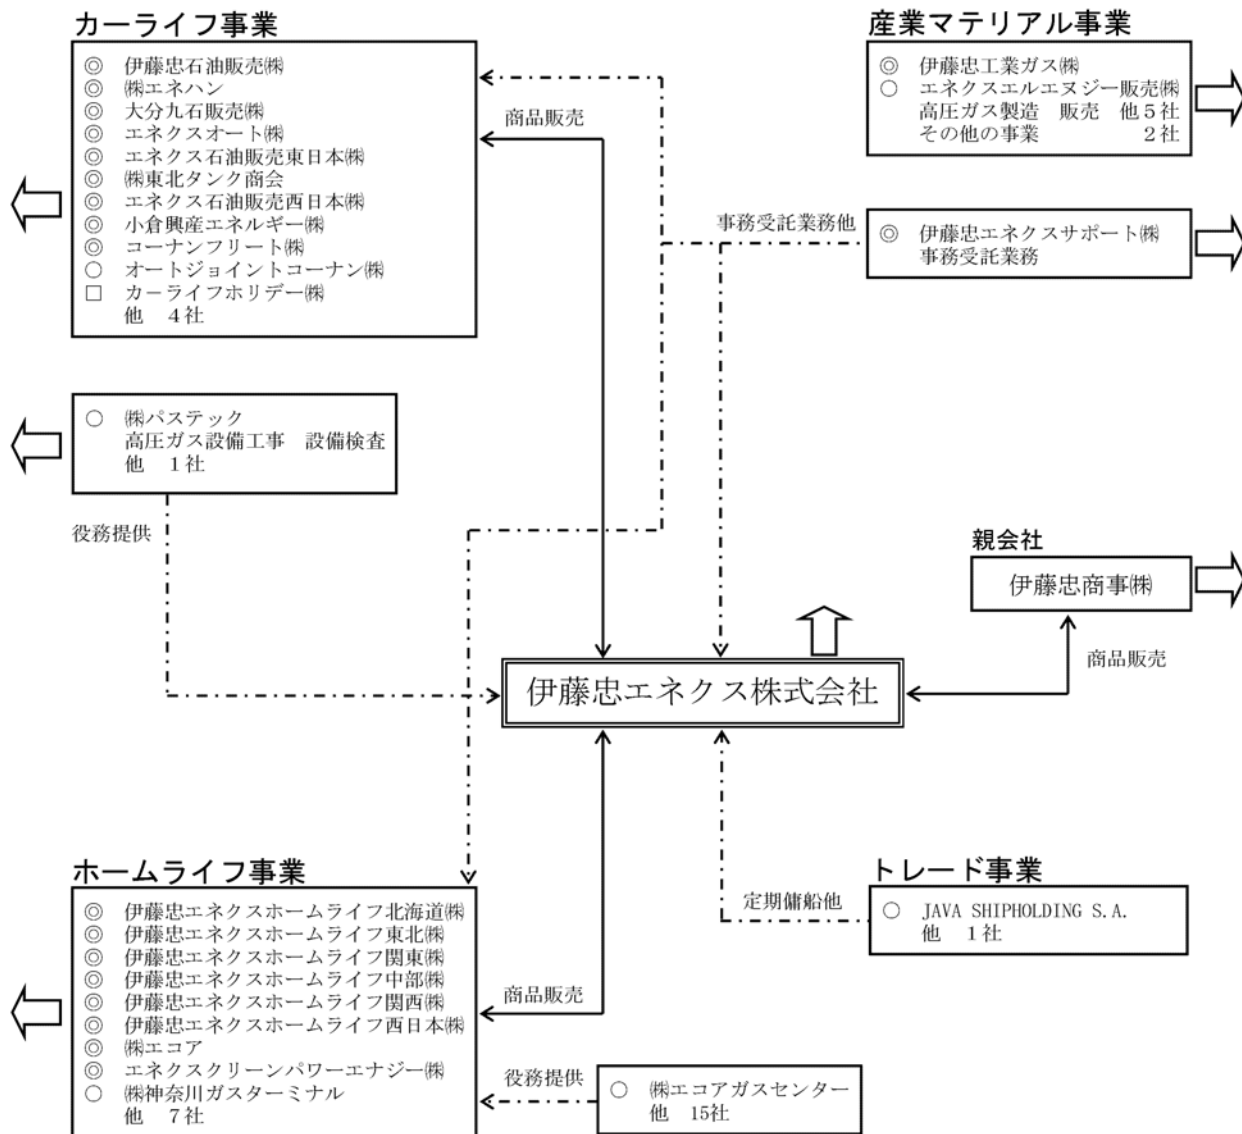 カーライフ事業
◎ 伊藤忠石油販売㈱
◎ ㈱エネハン
◎ 大分九石販売㈱
◎ エネクスオート㈱
◎ エネクス石油販売東日本㈱
◎ ㈱東北タンク商会
◎ エネクス石油販売西日本㈱
◎ 小倉興産エネルギー㈱
◎ コーナンフリート㈱
○ オートジョイントコーナン㈱
□ カーライフホリデー㈱
他 4社
産業マテリアル事業
◎ 伊藤忠工業ガス㈱
○ エネクスエルエヌジー販売㈱
高圧ガス製造 販売 他5社
その他の事業 2社
商品販売
事務受託業務他
◎ 伊藤忠エネクスサポート㈱
事務受託業務
○ ㈱パステック
高圧ガス設備工事 設備検査
他 1社
役務提供
親会社
伊藤忠商事㈱
商品販売
伊藤忠エネクス株式会社
ホームライフ事業
◎ 伊藤忠エネクスホームライフ北海道㈱
◎ 伊藤忠エネクスホームライフ東北㈱
◎ 伊藤忠エネクスホームライフ関東㈱
◎ 伊藤忠エネクスホームライフ中部㈱
◎ 伊藤忠エネクスホームライフ関西㈱
◎ 伊藤忠エネクスホームライフ西日本㈱
◎ ㈱エコア
◎ エネクスクリーンパワーエナジー㈱
○ ㈱神奈川ガスターミナル
他 7社
商品販売
役務提供
○ ㈱エコアガスセンター
他 15社
トレード事業
定期傭船他
○ JAVA SHIPHOLDING S.A.
他 1社